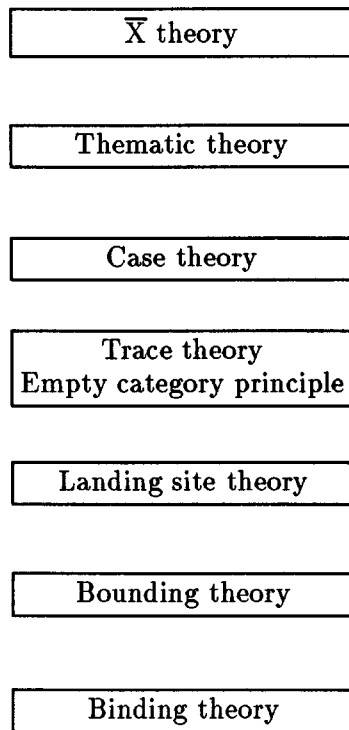 X̅ theory
Thematic theory
Case theory
Trace theory
Empty category principle
Landing site theory
Bounding theory
Binding theory